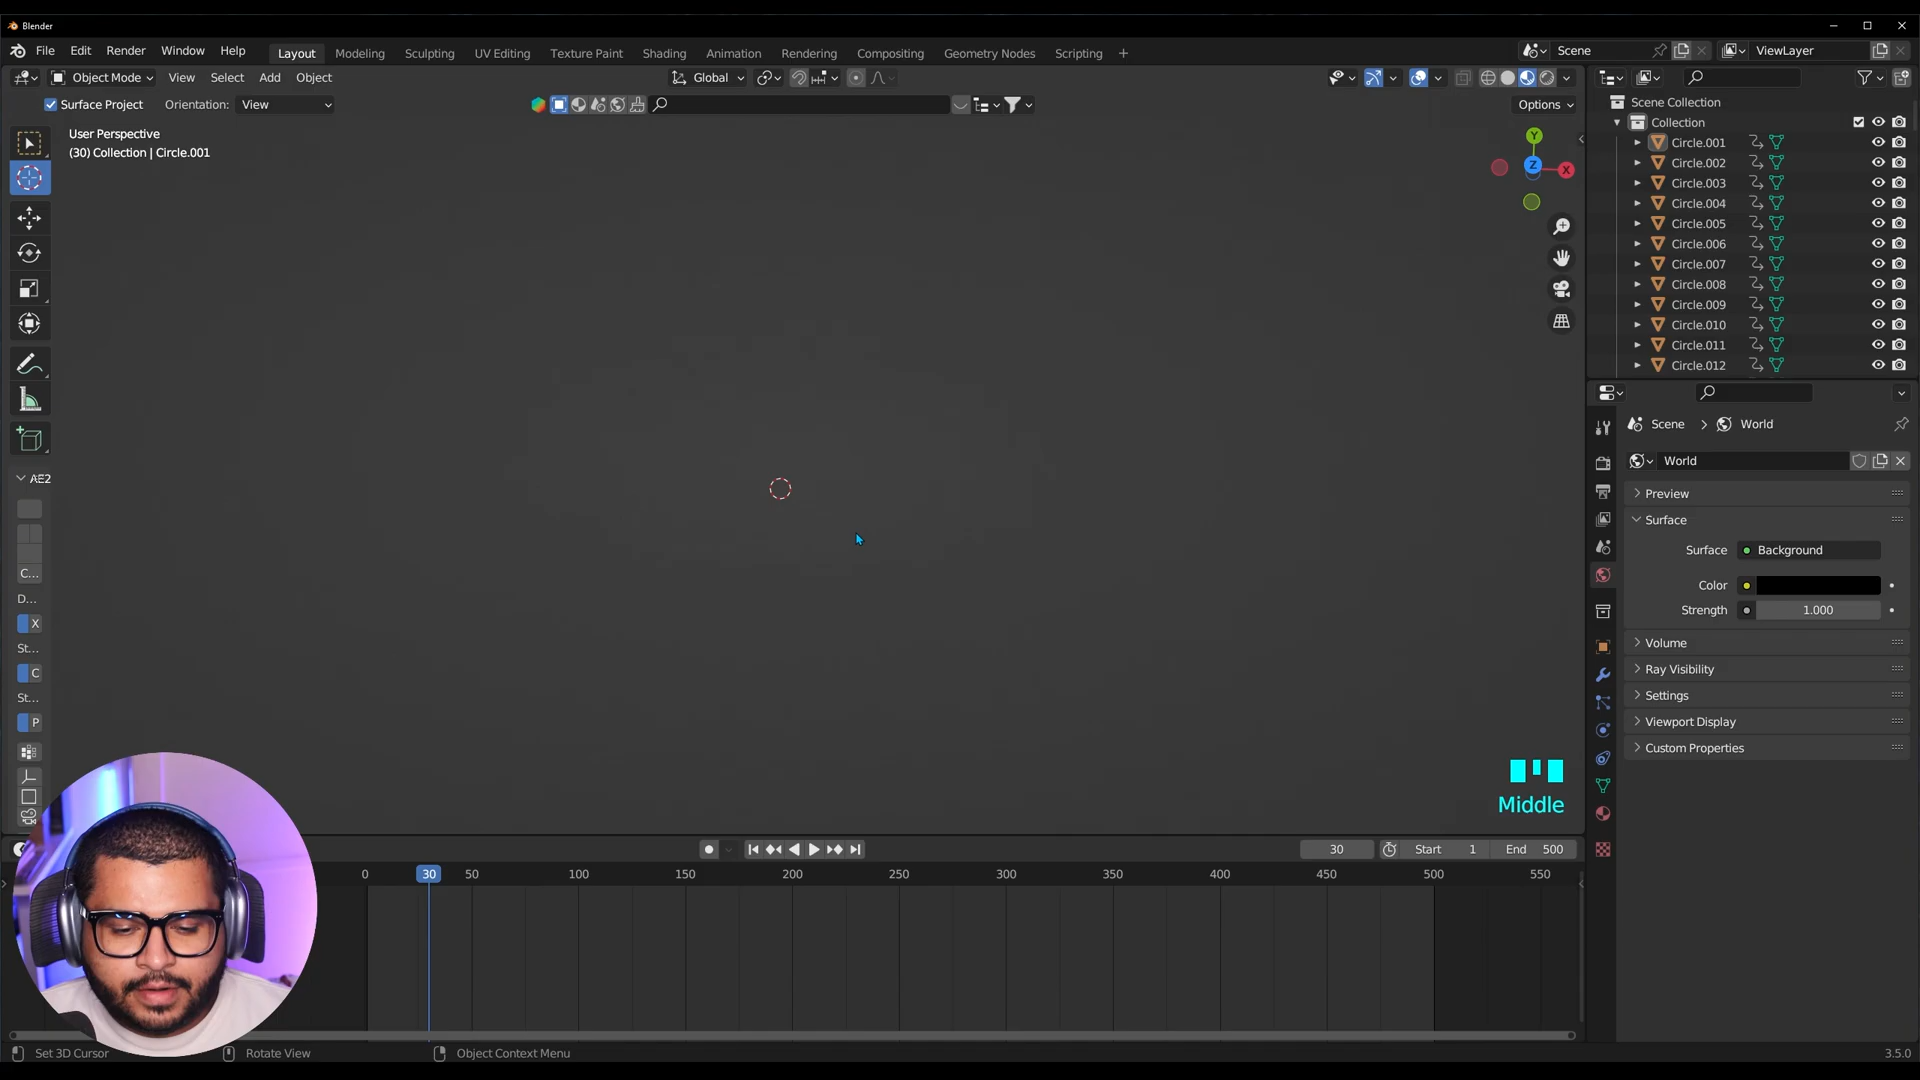 Blender
File Edit Render Window Help
Layout Modeling Sculpting UV Editing Texture Paint Shading Animation Rendering Compositing Geometry Nodes Scripting +
Scene
ViewLayer
Object Mode View Select Add Object
Global
Surface Project Orientation: View
Options
User Perspective
(30) Collection | Circle.001
Y
Z
X
Scene Collection
Collection
Circle.001
Circle.002
Circle.003
Circle.004
Circle.005
Circle.006
Circle.007
Circle.008
Circle.009
Circle.010
Circle.011
Circle.012
Scene > World
World
Preview
Surface
Surface Background
Color
Strength 1.000
Volume
Ray Visibility
Settings
Viewport Display
Custom Properties
AE2
C...
D...
X
St...
C
St...
P
Middle
30 Start 1 End 500
0 30 50 100 150 200 250 300 350 400 450 500 550
Set 3D Cursor Rotate View Object Context Menu
3.5.0